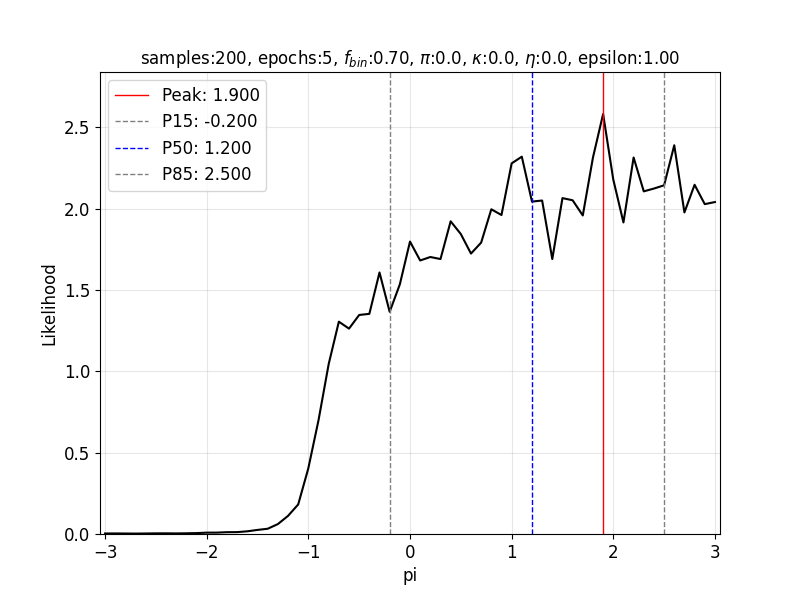 samples:200, epochs:5, f_bin:0.70, π:0.0, κ:0.0, η:0.0, epsilon:1.00
Peak: 1.900
P15: -0.200
P50: 1.200
P85: 2.500
Likelihood
2.5
2.0
1.5
1.0
0.5
0.0
−3 −2 −1 0 1 2 3
pi